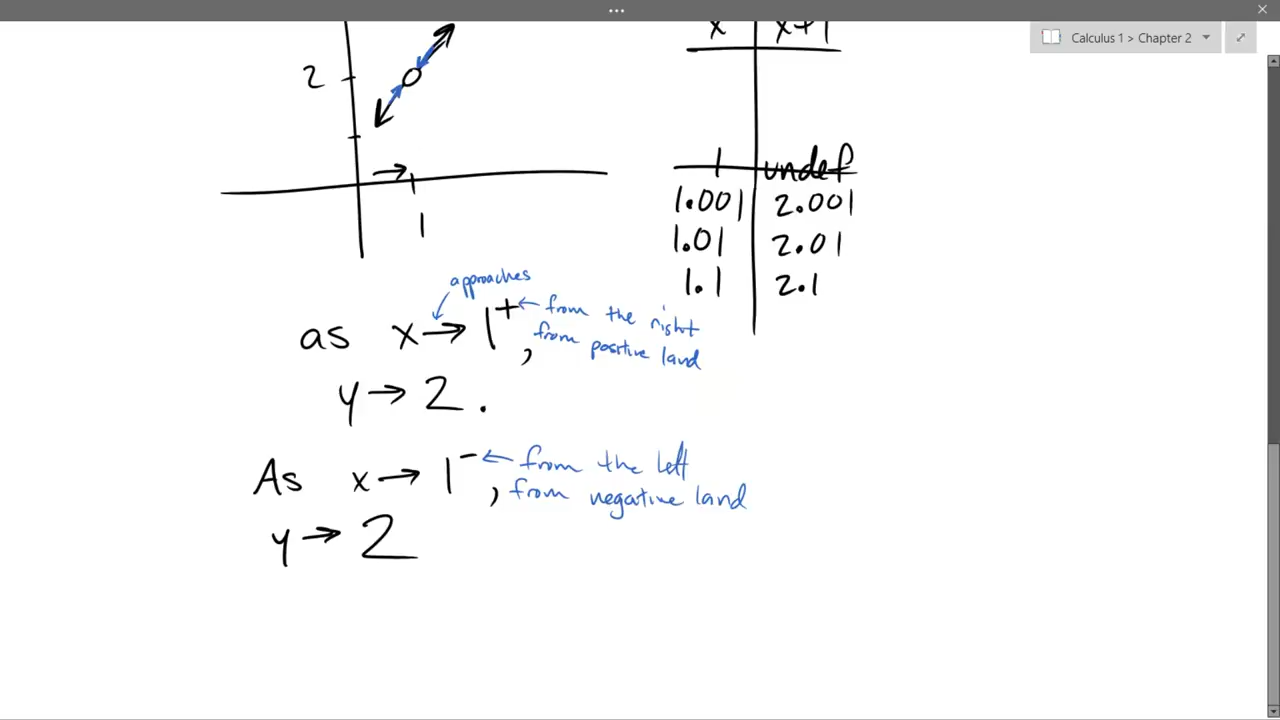 ...
Calculus 1 > Chapter 2
x x+1
2
1
1 undef
1.001 2.001
1.01 2.01
1.1 2.1
approaches
as x → 1⁺ ← from the right
, from positive land
y → 2 .
As x → 1⁻ ← from the left
, from negative land
y → 2